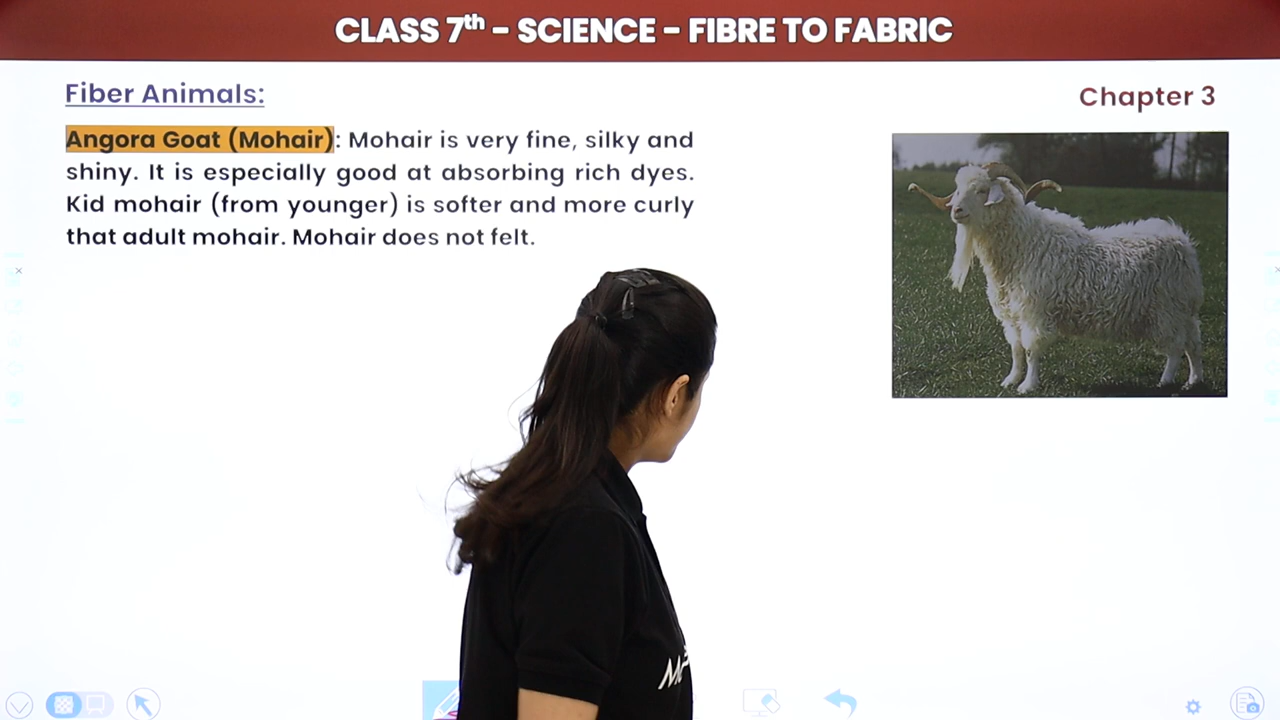 CLASS 7th - SCIENCE - FIBRE TO FABRIC
Fiber Animals:
Chapter 3
Angora Goat (Mohair): Mohair is very fine, silky and
shiny. It is especially good at absorbing rich dyes.
Kid mohair (from younger) is softer and more curly
that adult mohair. Mohair does not felt.